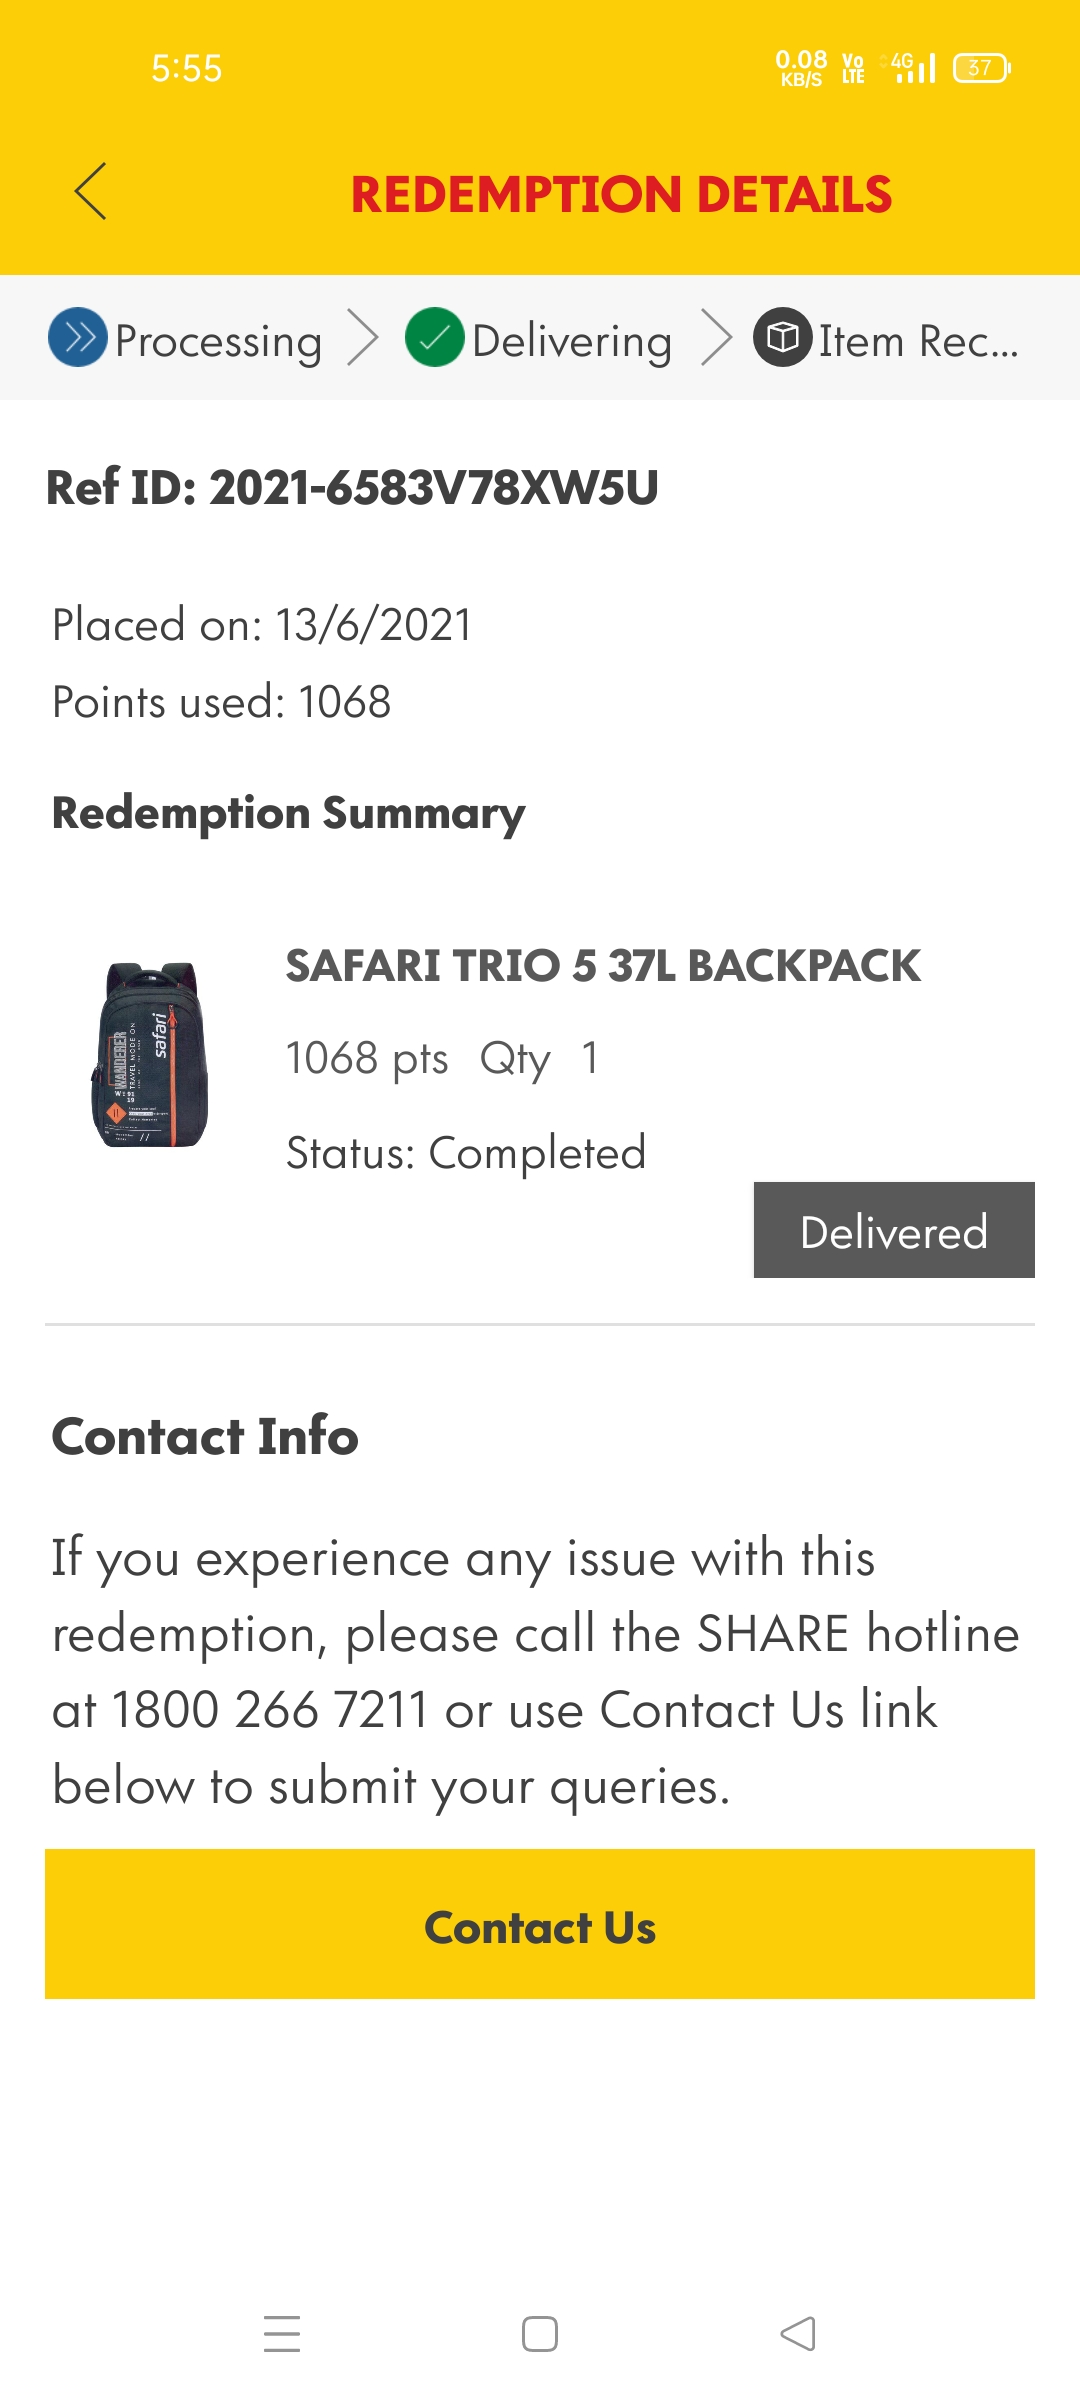 5:55
0.08 KB/S Vo LTE 4G 37
REDEMPTION DETAILS
Processing Delivering Item Rec...
Ref ID: 2021-6583V78XW5U
Placed on: 13/6/2021
Points used: 1068
Redemption Summary
SAFARI TRIO 5 37L BACKPACK
1068 pts Qty 1
Status: Completed
Delivered
safari
WANDERER
TRAVEL MODE ON
Contact Info
If you experience any issue with this
redemption, please call the SHARE hotline
at 1800 266 7211 or use Contact Us link
below to submit your queries.
Contact Us